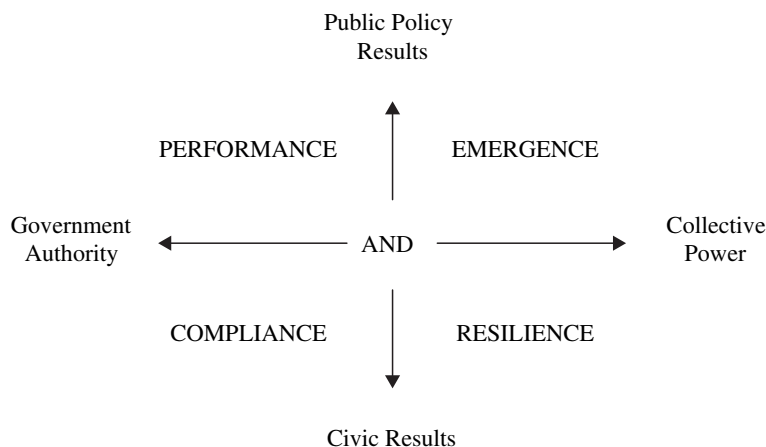 Public Policy
Results
PERFORMANCE
EMERGENCE
Government
Authority
AND
Collective
Power
COMPLIANCE
RESILIENCE
Civic Results